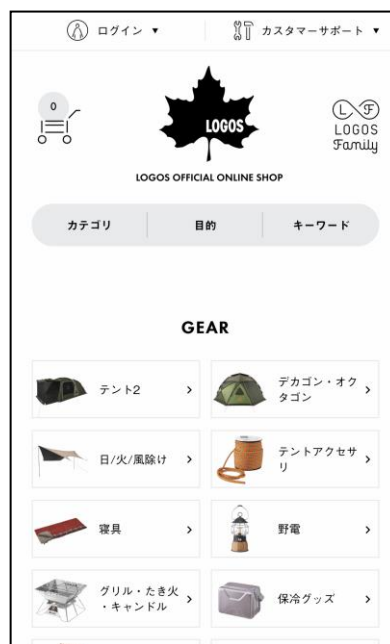 ログイン ▼
カスタマーサポート ▼
0
LOGOS
LF
LOGOS
Family
LOGOS OFFICIAL ONLINE SHOP
カテゴリ
目的
キーワード
GEAR
テント2
デカゴン・オク
タゴン
日/火/風除け
テントアクセサ
リ
寝具
野電
グリル・たき火
・キャンドル
保冷グッズ